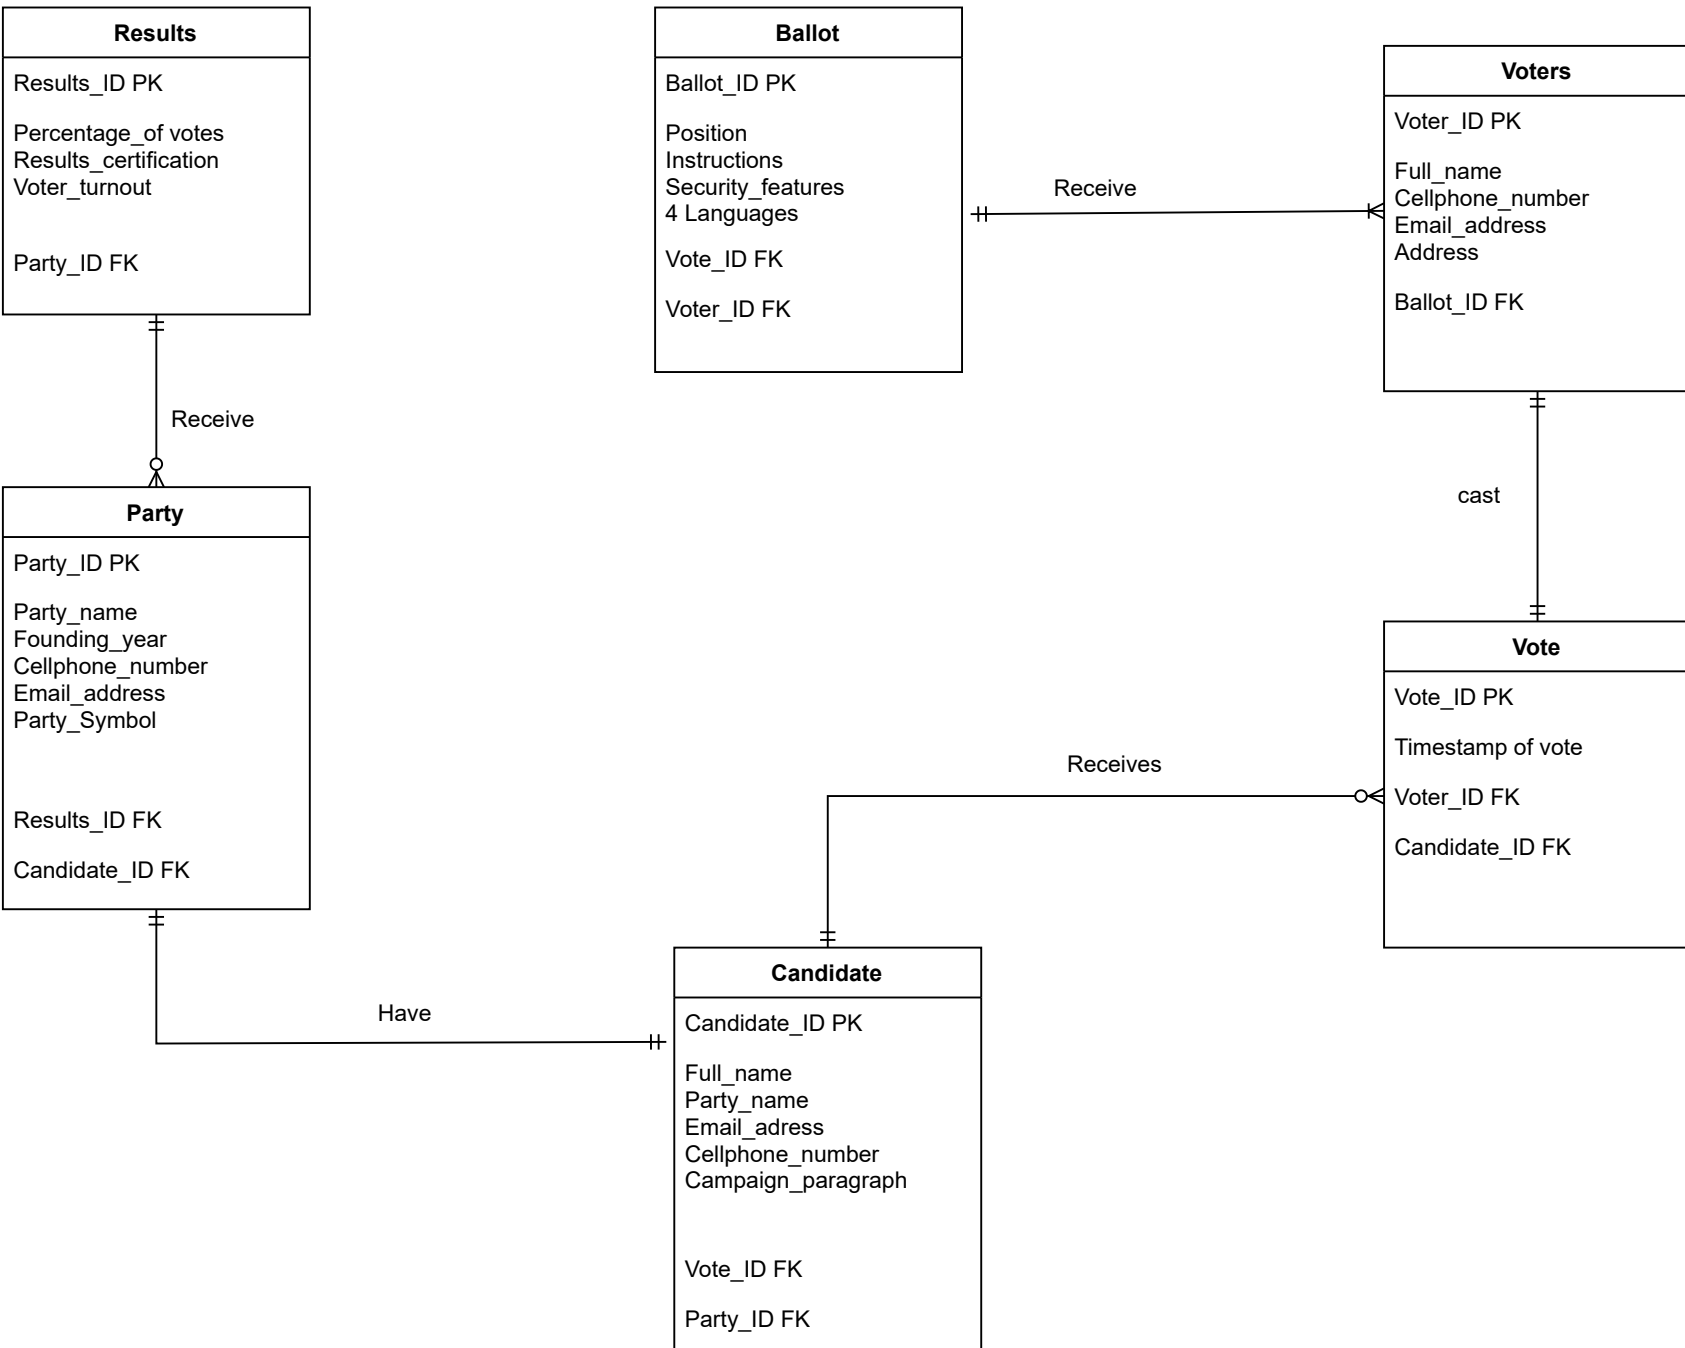 Results
Results_ID PK
Percentage_of votes
Results_certification
Voter_turnout
Party_ID FK
Ballot
Ballot_ID PK
Position
Instructions
Security_features
4 Languages
Vote_ID FK
Voter_ID FK
Receive
Voters
Voter_ID PK
Full_name
Cellphone_number
Email_address
Address
Ballot_ID FK
Receive
cast
Party
Party_ID PK
Party_name
Founding_year
Cellphone_number
Email_address
Party_Symbol
Results_ID FK
Candidate_ID FK
Vote
Vote_ID PK
Timestamp of vote
Voter_ID FK
Candidate_ID FK
Receives
Have
Candidate
Candidate_ID PK
Full_name
Party_name
Email_adress
Cellphone_number
Campaign_paragraph
Vote_ID FK
Party_ID FK